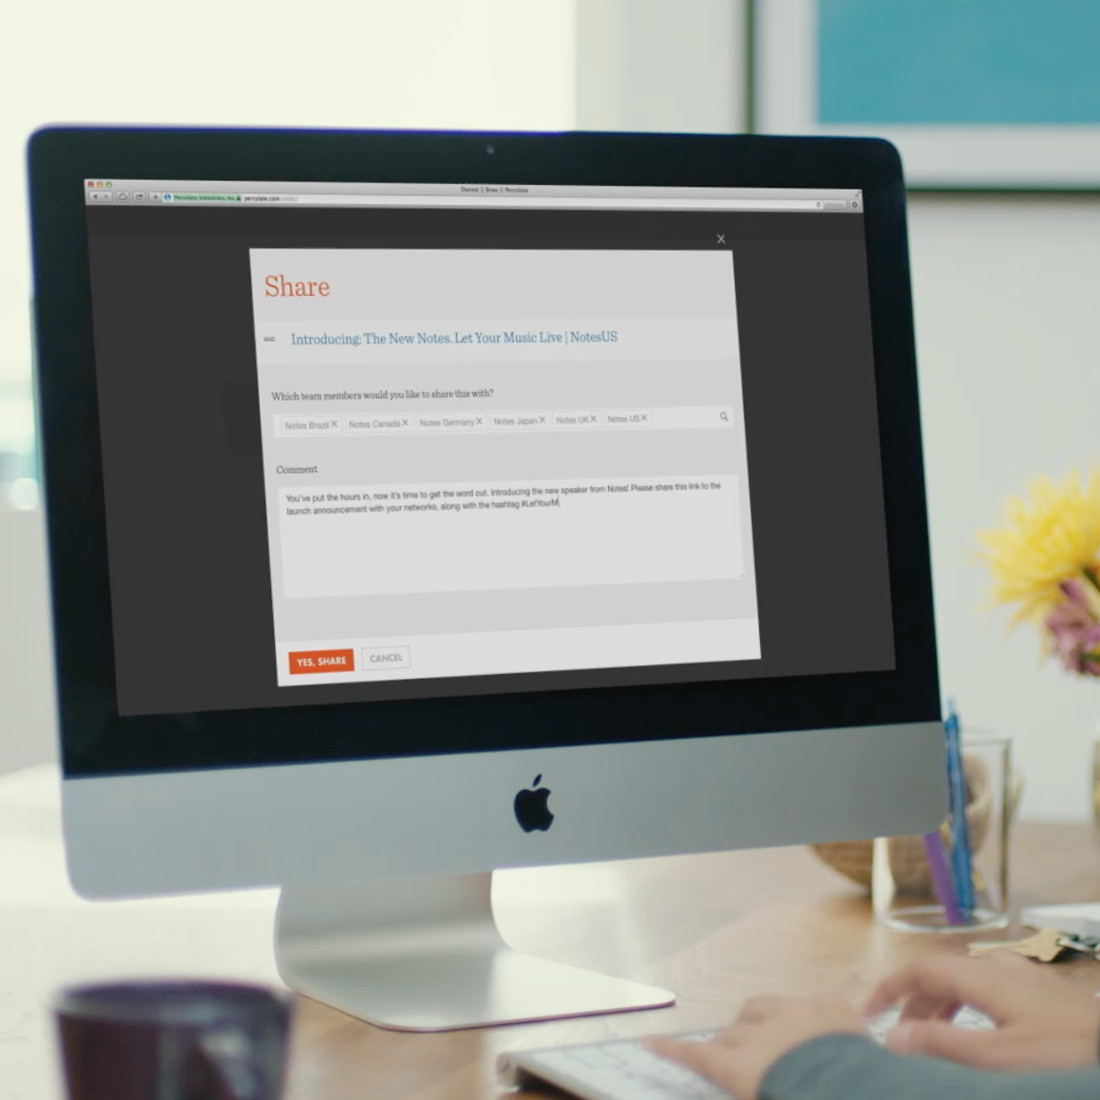 Owned | Brew | Percolate
Percolate Industries, Inc. percolate.com
X
Share
Introducing: The New Notes. Let Your Music Live | NotesUS
Which team members would you like to share this with?
Notes Brazil X Notes Canada X Notes Germany X Notes Japan X Notes UK X Notes US X
Comment
You've put the hours in, now it's time to get the word out. Introducing the new speaker from Notes! Please share this link to the
launch announcement with your networks, along with the hashtag #LetYourM
YES, SHARE CANCEL